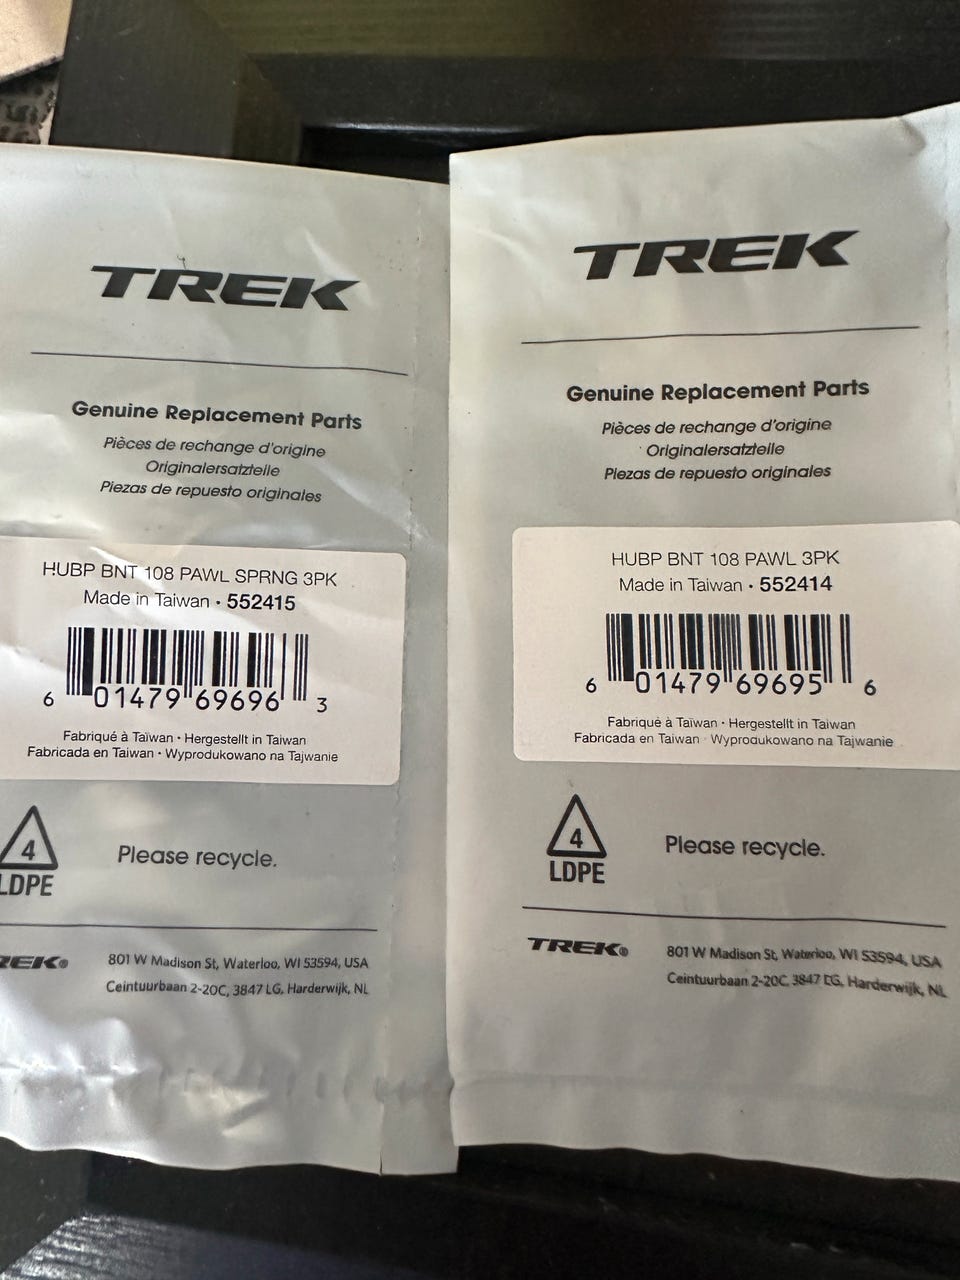 TREK
Genuine Replacement Parts
Pièces de rechange d'origine
Originalersatzteile
Piezas de repuesto originales
HUBP BNT 108 PAWL SPRNG 3PK
Made in Taiwan • 552415
6 01479 69696 3
Fabriqué à Taïwan • Hergestellt in Taiwan
Fabricada en Taiwan • Wyprodukowano na Tajwanie
4
LDPE
Please recycle.
TREK®
801 W Madison St, Waterloo, WI 53594, USA
Ceintuurbaan 2-20C, 3847 LG, Harderwijk, NL
TREK
Genuine Replacement Parts
Pièces de rechange d'origine
Originalersatzteile
Piezas de repuesto originales
HUBP BNT 108 PAWL 3PK
Made in Taiwan • 552414
6 01479 69695 6
Fabriqué à Taïwan • Hergestellt in Taiwan
Fabricada en Taiwan • Wyprodukowano na Tajwanie
4
LDPE
Please recycle.
TREK®
801 W Madison St, Waterloo, WI 53594, USA
Ceintuurbaan 2-20C, 3847 LG, Harderwijk, NL